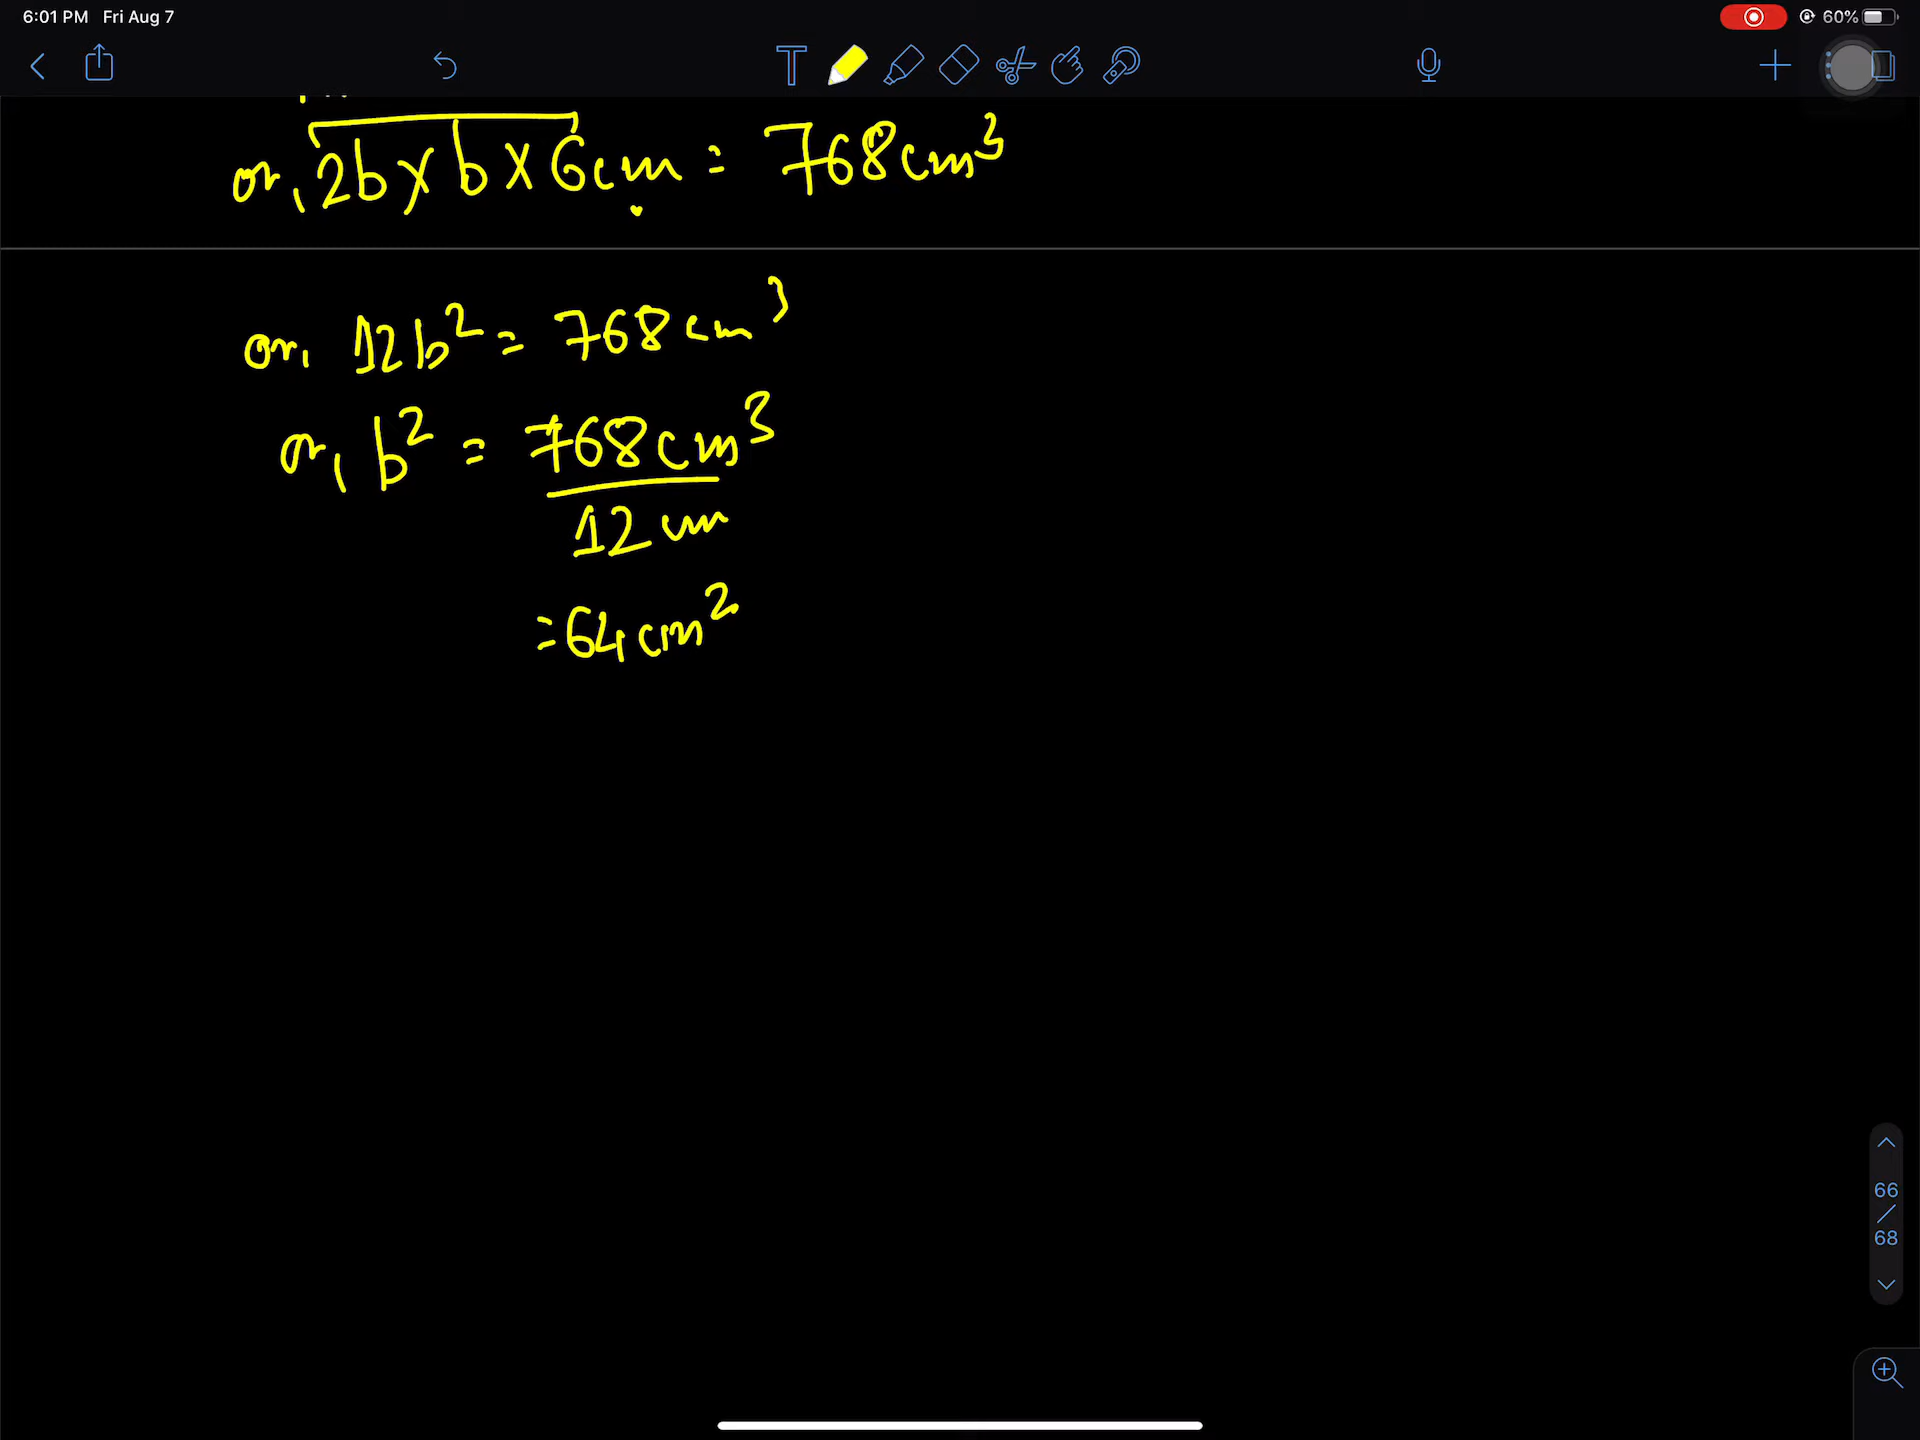 6:01 PM Fri Aug 7
60%
T
or, 2b × b × 6cm = 768cm³
or, 12b² = 768cm³
or, b² = 768cm³
12cm
= 64cm²
66
/
68